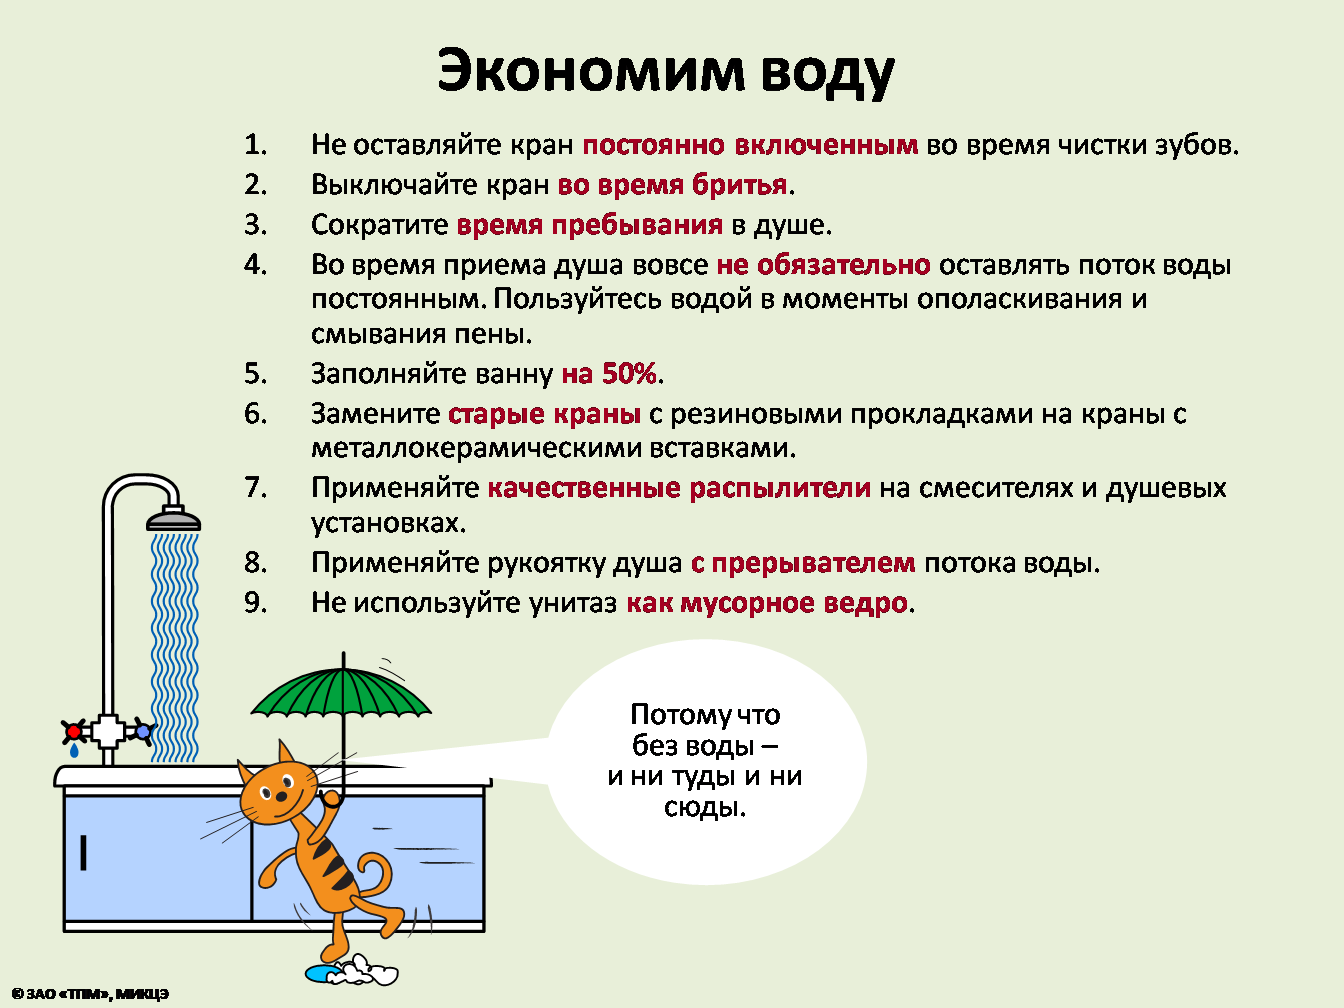 Экономим воду
1. Не оставляйте кран постоянно включенным во время чистки зубов.
2. Выключайте кран во время бритья.
3. Сократите время пребывания в душе.
4. Во время приема душа вовсе не обязательно оставлять поток воды
постоянным. Пользуйтесь водой в моменты ополаскивания и
смывания пены.
5. Заполняйте ванну на 50%.
6. Замените старые краны с резиновыми прокладками на краны с
металлокерамическими вставками.
7. Применяйте качественные распылители на смесителях и душевых
установках.
8. Применяйте рукоятку душа с прерывателем потока воды.
9. Не используйте унитаз как мусорное ведро.
Потому что
без воды –
и ни туды и ни
сюды.
© ЗАО «ТПМ», МИКЦЭ